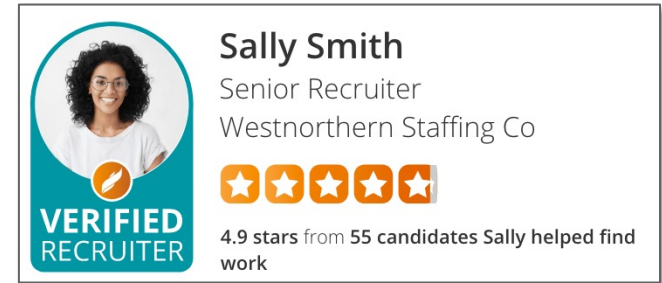 Sally Smith
Senior Recruiter
Westnorthern Staffing Co
4.9 stars from 55 candidates Sally helped find
work
VERIFIED
RECRUITER